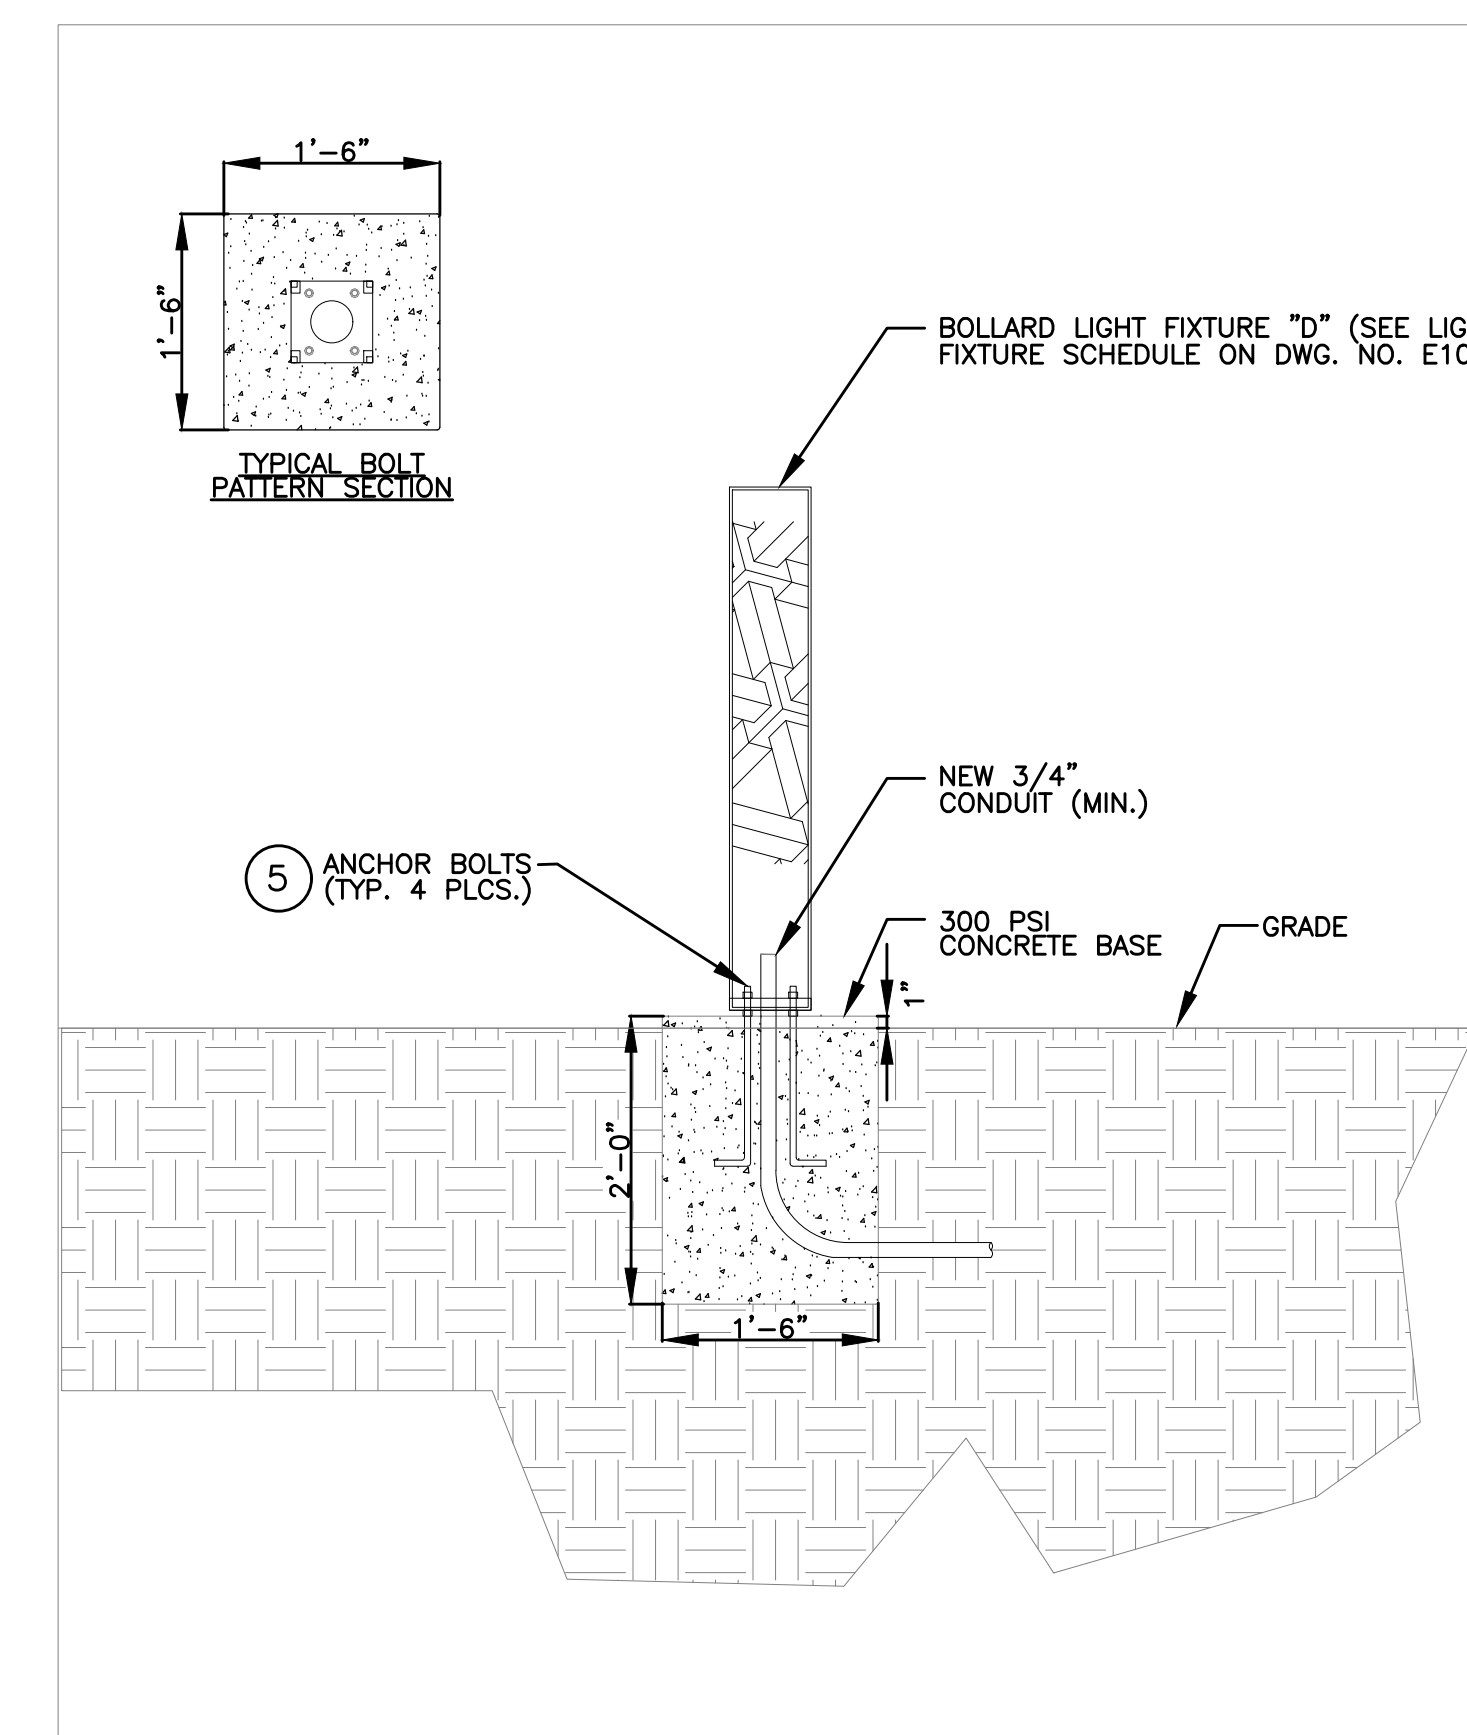 1'-6"
1'-6"
TYPICAL BOLT
PATTERN SECTION
BOLLARD LIGHT FIXTURE "D" (SEE
FIXTURE SCHEDULE ON DWG. NO.
NEW 3/4"
CONDUIT (MIN.)
5
ANCHOR BOLTS
(TYP. 4 PLCS.)
300 PSI
CONCRETE BASE
GRADE
1"
2'-0"
1'-6"